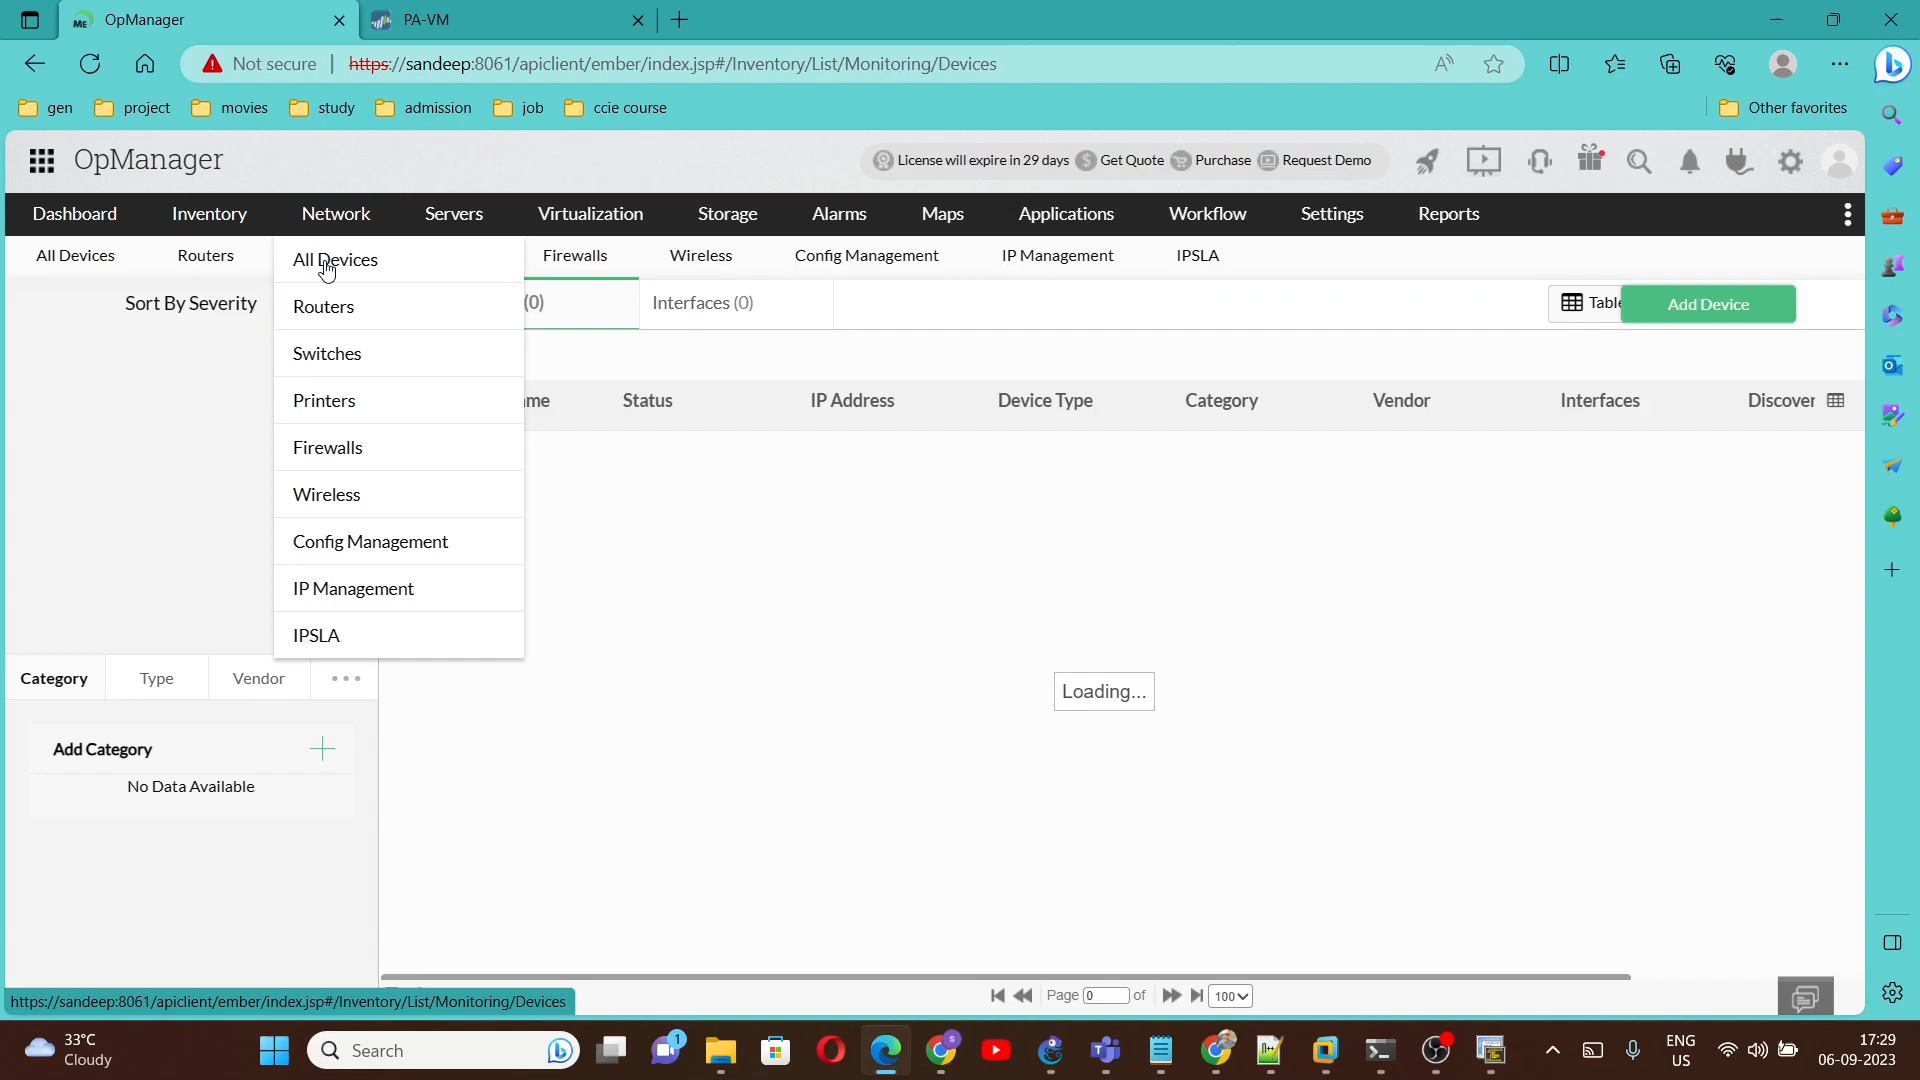 OpManager
PA-VM
Not secure | https://sandeep:8061/apiclient/ember/index.jsp#/Inventory/List/Monitoring/Devices
gen project movies study admission job ccie course Other favorites
OpManager License will expire in 29 days Get Quote Purchase Request Demo
Dashboard Inventory Network Servers Virtualization Storage Alarms Maps Applications Workflow Settings Reports
All Devices Routers All Devices Firewalls Wireless Config Management IP Management IPSLA
Sort By Severity Routers (0) Interfaces (0) Add Device
Switches
Printers Status IP Address Device Type Category Vendor Interfaces
Firewalls
Wireless
Config Management
IP Management
IPSLA
Category Type Vendor
Loading...
Add Category
No Data Available
Page 0 of 100
https://sandeep:8061/apiclient/ember/index.jsp#/Inventory/List/Monitoring/Devices
33°C
Cloudy
Search
1
ENG
US
17:29
06-09-2023